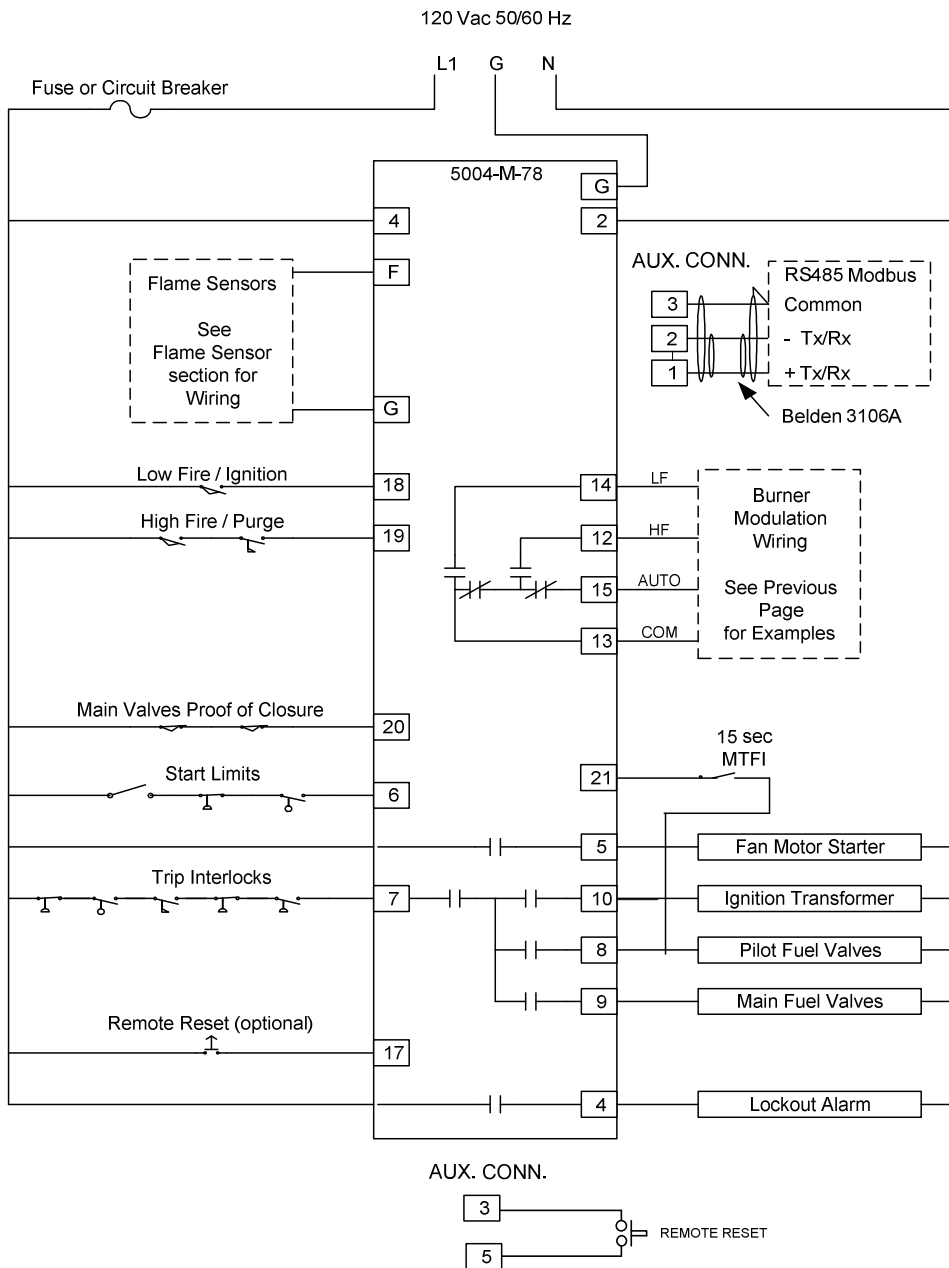 120 Vac 50/60 Hz
L1 G N
Fuse or Circuit Breaker
5004-M-78
G
4
2
F
Flame Sensors
See
Flame Sensor
section for
Wiring
G
AUX. CONN.
RS485 Modbus
3 Common
2 - Tx/Rx
1 + Tx/Rx
Belden 3106A
Low Fire / Ignition
18
High Fire / Purge
19
14 LF
12 HF
15 AUTO
13 COM
Burner
Modulation
Wiring
See Previous
Page
for Examples
Main Valves Proof of Closure
20
15 sec
MTFI
21
Start Limits
6
5 Fan Motor Starter
Trip Interlocks
7
10 Ignition Transformer
8 Pilot Fuel Valves
9 Main Fuel Valves
Remote Reset (optional)
17
4 Lockout Alarm
AUX. CONN.
3
REMOTE RESET
5